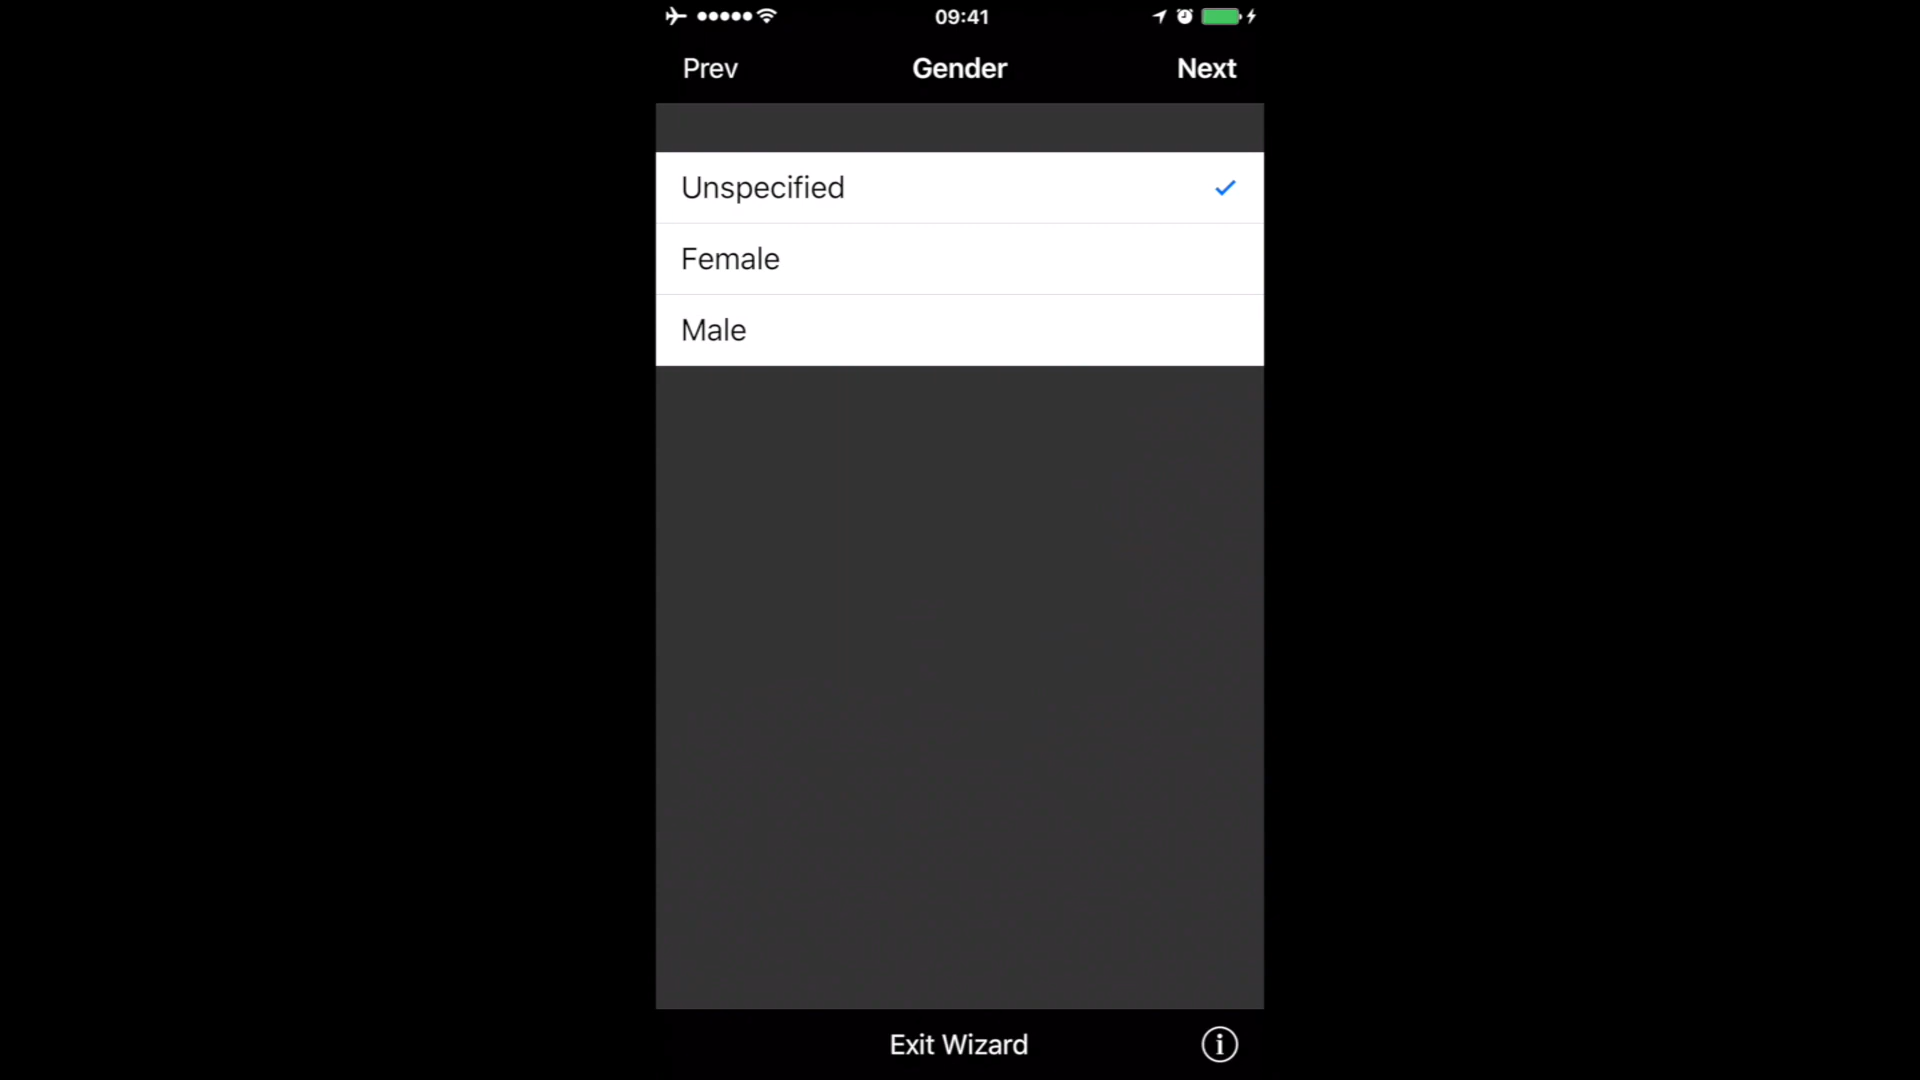 09:41
Prev Gender Next
Unspecified
Female
Male
Exit Wizard